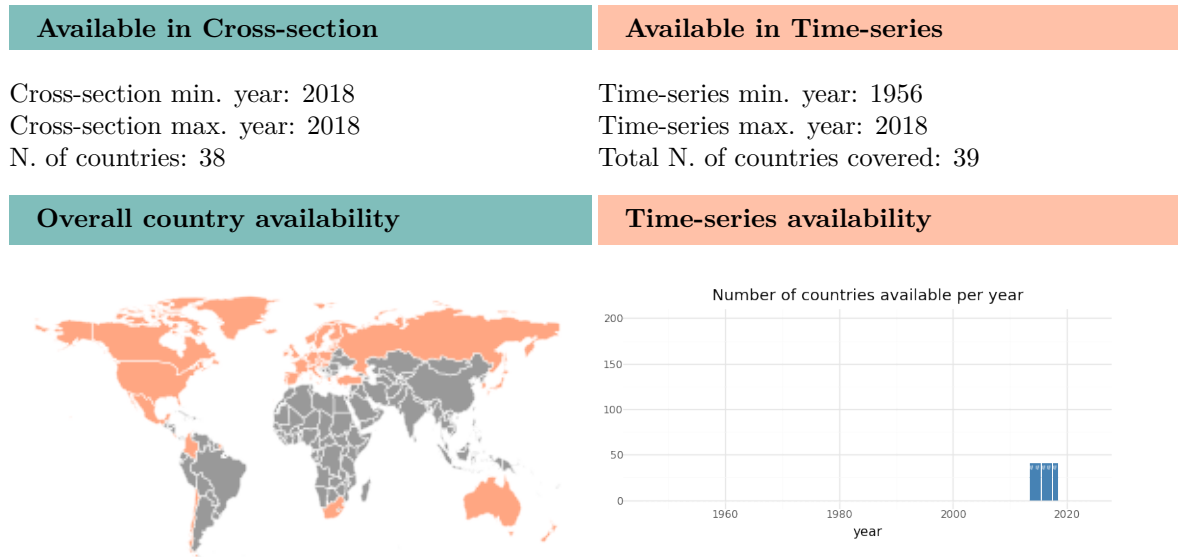 Available in Cross-section
Available in Time-series
Cross-section min. year: 2018
Cross-section max. year: 2018
N. of countries: 38
Time-series min. year: 1956
Time-series max. year: 2018
Total N. of countries covered: 39
Overall country availability
Time-series availability
Number of countries available per year
200
150
100
50
0
1960 1980 2000 2020
year